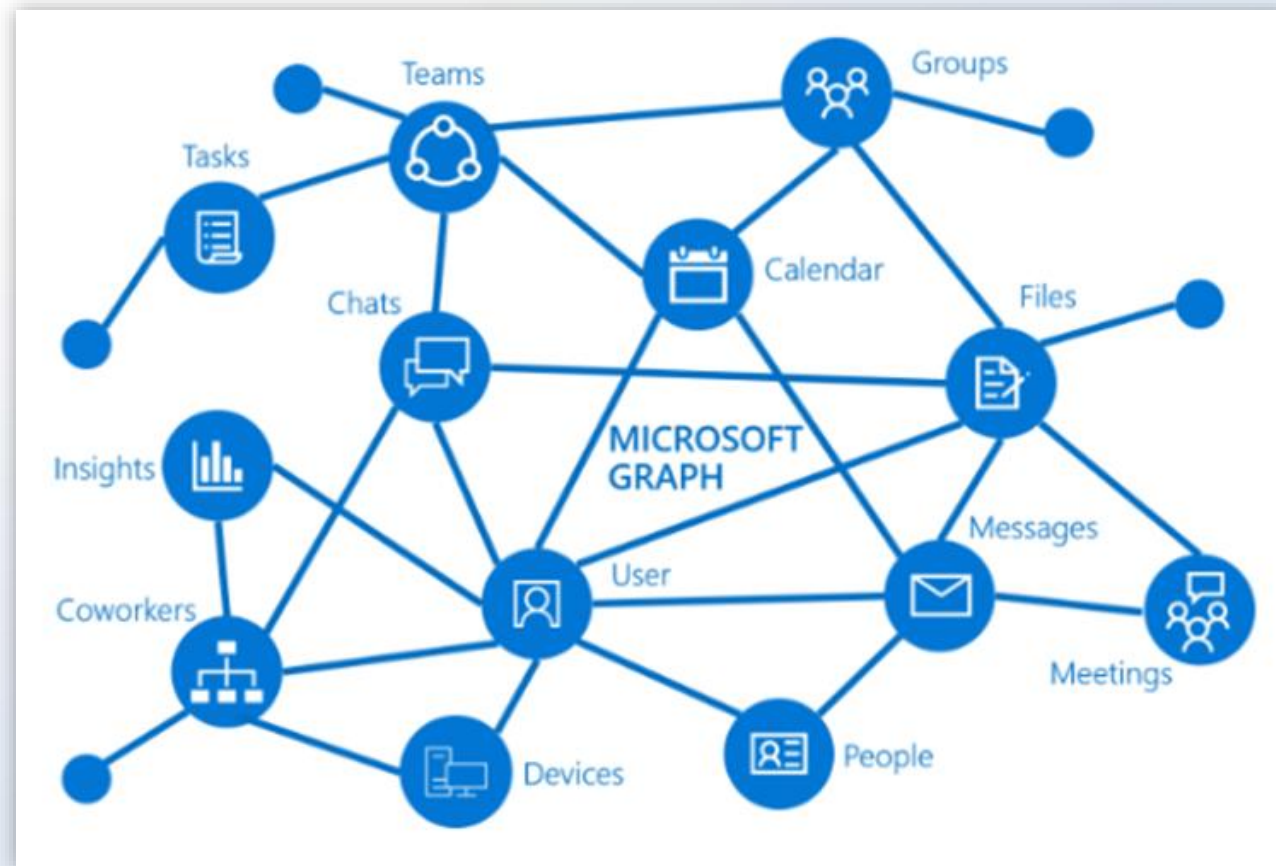 Teams
Groups
Tasks
Calendar
Chats
Files
MICROSOFT
GRAPH
Insights
Messages
User
Coworkers
Meetings
People
Devices